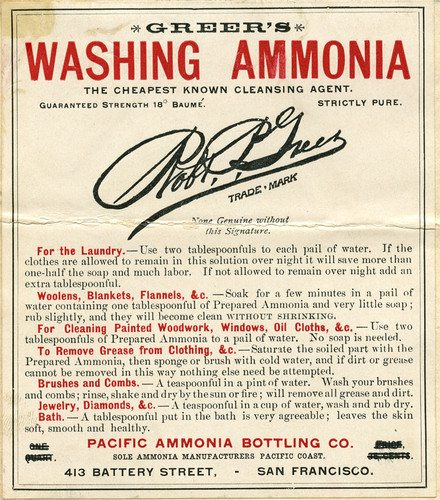 *GREER'S*
WASHING AMMONIA
THE CHEAPEST KNOWN CLEANSING AGENT.
GUARANTEED STRENGTH 18° BAUMÉ. STRICTLY PURE.
Robt. P. Greer
TRADE·MARK
None Genuine without
this Signature.
For the Laundry.—Use two tablespoonfuls to each pail of water. If the
clothes are allowed to remain in this solution over night it will save more than
one-half the soap and much labor. If not allowed to remain over night add an
extra tablespoonful.
Woolens, Blankets, Flannels, &c.—Soak for a few minutes in a pail of
water containing one tablespoonful of Prepared Ammonia and very little soap;
rub slightly, and they will become clean WITHOUT SHRINKING.
For Cleaning Painted Woodwork, Windows, Oil Cloths, &c.—Use two
tablespoonfuls of Prepared Ammonia to a pail of water. No soap is needed.
To Remove Grease from Clothing, &c.—Saturate the soiled part with the
Prepared Ammonia, then sponge or brush with cold water, and if dirt or grease
cannot be removed in this way nothing else need be attempted.
Brushes and Combs.—A teaspoonful in a pint of water. Wash your brushes
and combs; rinse, shake and dry by the sun or fire; will remove all grease and dirt.
Jewelry, Diamonds, &c.—A teaspoonful in a cup of water, wash and rub dry.
Bath.—A tablespoonful put in the bath is very agreeable; leaves the skin
soft, smooth and healthy.
ONE QUART. PACIFIC AMMONIA BOTTLING CO. PRICE,
SOLE AMMONIA MANUFACTURERS PACIFIC COAST. CENTS.
413 BATTERY STREET, - SAN FRANCISCO.